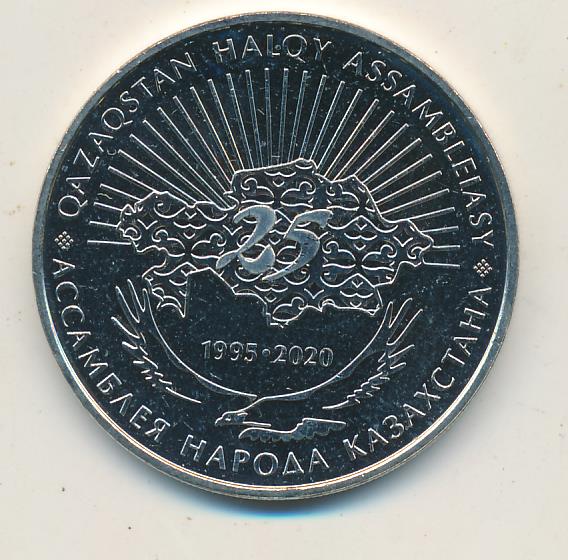 QAZAQSTAN HALQY ASSAMBLEIASY
25
1995·2020
АССАМБЛЕЯ НАРОДА КАЗАХСТАНА